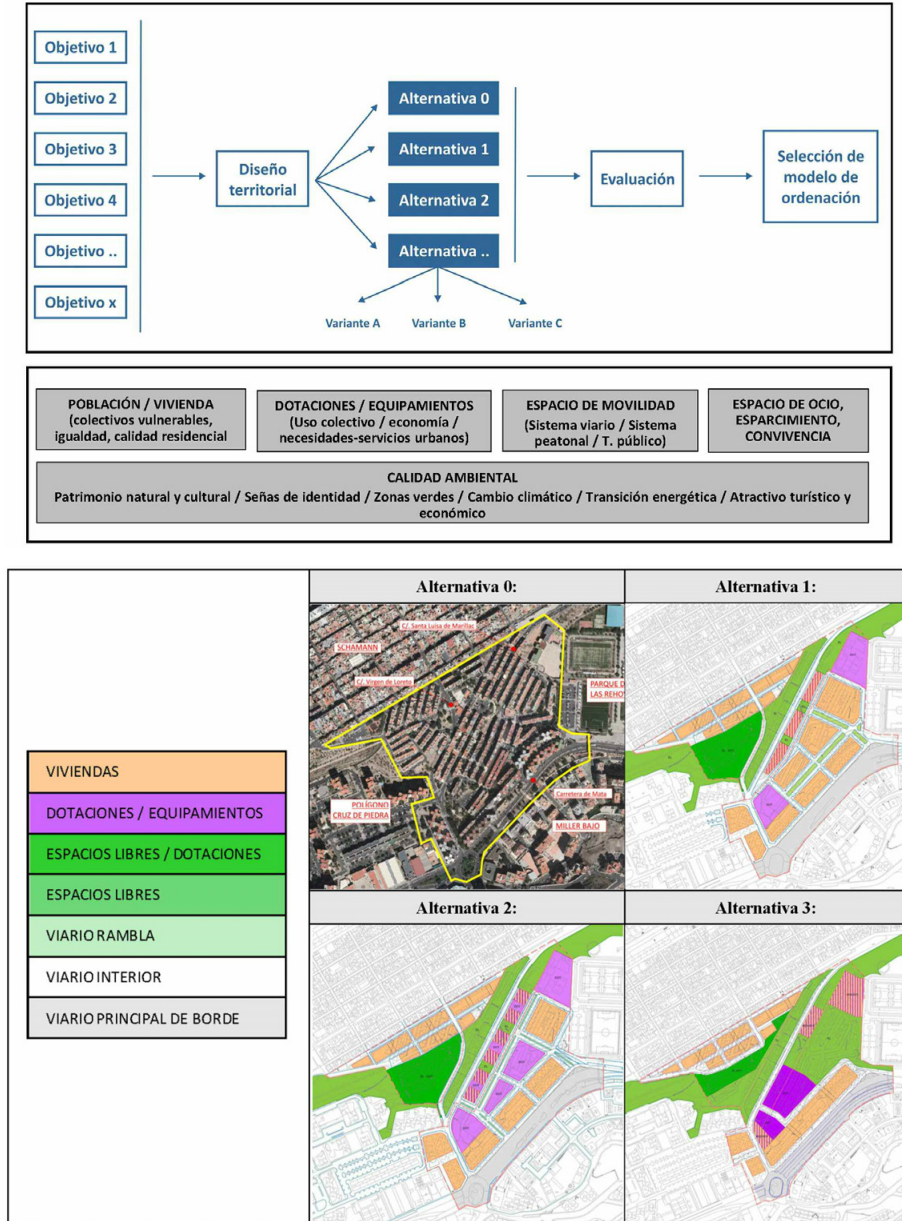 Objetivo 1
Objetivo 2
Objetivo 3
Objetivo 4
Objetivo ..
Objetivo x
Diseño
territorial
Alternativa 0
Alternativa 1
Alternativa 2
Alternativa ..
Variante A
Variante B
Variante C
Evaluación
Selección de
modelo de
ordenación
POBLACIÓN / VIVIENDA
(colectivos vulnerables,
igualdad, calidad residencial
DOTACIONES / EQUIPAMIENTOS
(Uso colectivo / economía /
necesidades-servicios urbanos)
ESPACIO DE MOVILIDAD
(Sistema viario / Sistema
peatonal / T. público)
ESPACIO DE OCIO,
ESPARCIMIENTO,
CONVIVENCIA
CALIDAD AMBIENTAL
Patrimonio natural y cultural / Señas de identidad / Zonas verdes / Cambio climático / Transición energética / Atractivo turístico y
económico
VIVIENDAS
DOTACIONES / EQUIPAMIENTOS
ESPACIOS LIBRES / DOTACIONES
ESPACIOS LIBRES
VIARIO RAMBLA
VIARIO INTERIOR
VIARIO PRINCIPAL DE BORDE
Alternativa 0:
C/. Santa Luisa de Marillac
SCHAMANN
C/. Virgen de Loreto
PARQUE D
LAS REHO
Carretera de Mata
POLÍGONO
CRUZ DE PIEDRA
MILLER BAJO
Alternativa 1:
Alternativa 2:
Alternativa 3: